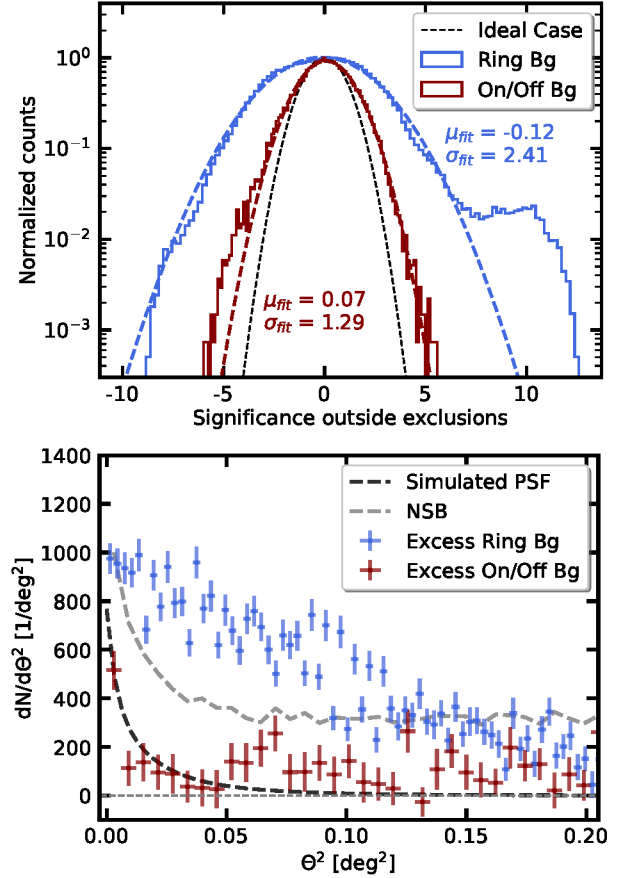 Ideal Case
Ring Bg
On/Off Bg
μfit = -0.12
σfit = 2.41
μfit = 0.07
σfit = 1.29
Normalized counts
10⁰
10⁻¹
10⁻²
10⁻³
-10 -5 0 5 10
Significance outside exclusions
Simulated PSF
NSB
Excess Ring Bg
Excess On/Off Bg
dN/dΘ² [1/deg²]
1400
1200
1000
800
600
400
200
0
0.00 0.05 0.10 0.15 0.20
Θ² [deg²]